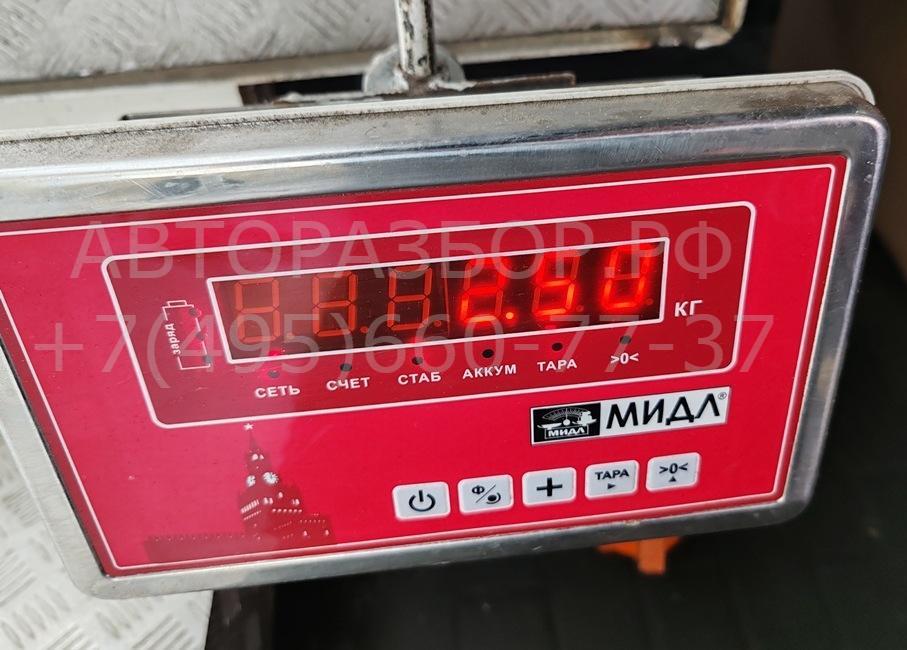 АВТОРАЗБОР.РФ
2.50
КГ
+7(495)660-77-37
заряд
СЕТЬ СЧЕТ СТАБ АККУМ ТАРА >0<
МИДЛ МИДЛ®
Ф/ + ТАРА >0<